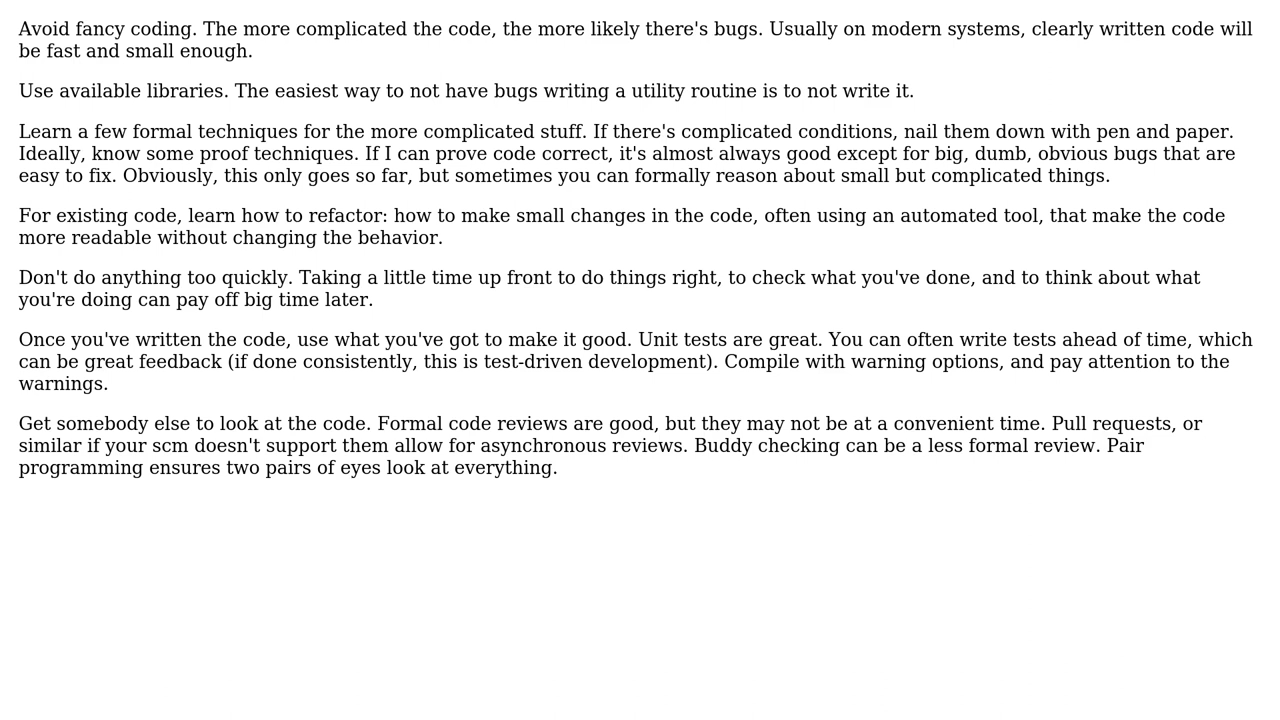 Avoid fancy coding. The more complicated the code, the more likely there's bugs. Usually on modern systems, clearly written code will
be fast and small enough.
Use available libraries. The easiest way to not have bugs writing a utility routine is to not write it.
Learn a few formal techniques for the more complicated stuff. If there's complicated conditions, nail them down with pen and paper.
Ideally, know some proof techniques. If I can prove code correct, it's almost always good except for big, dumb, obvious bugs that are
easy to fix. Obviously, this only goes so far, but sometimes you can formally reason about small but complicated things.
For existing code, learn how to refactor: how to make small changes in the code, often using an automated tool, that make the code
more readable without changing the behavior.
Don't do anything too quickly. Taking a little time up front to do things right, to check what you've done, and to think about what
you're doing can pay off big time later.
Once you've written the code, use what you've got to make it good. Unit tests are great. You can often write tests ahead of time, which
can be great feedback (if done consistently, this is test-driven development). Compile with warning options, and pay attention to the
warnings.
Get somebody else to look at the code. Formal code reviews are good, but they may not be at a convenient time. Pull requests, or
similar if your scm doesn't support them allow for asynchronous reviews. Buddy checking can be a less formal review. Pair
programming ensures two pairs of eyes look at everything.